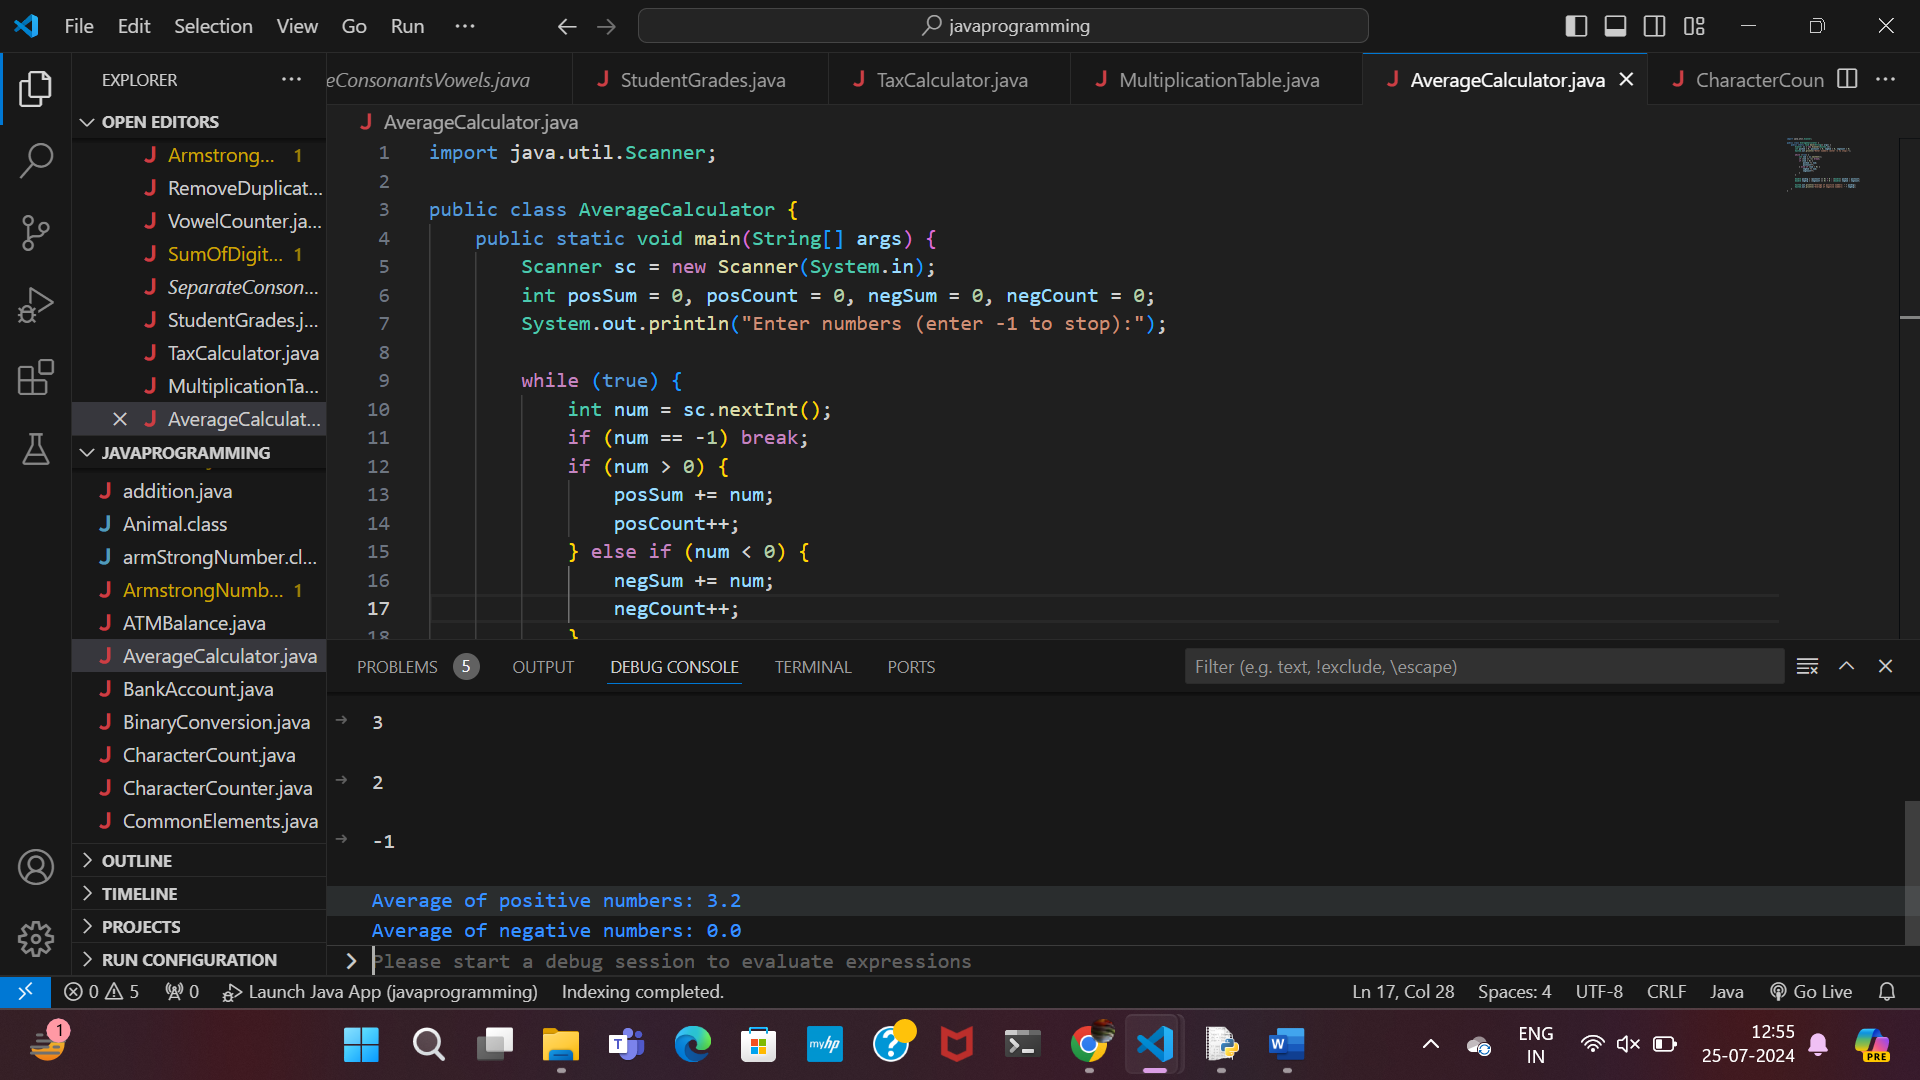 File Edit Selection View Go Run ··· javaprogramming
EXPLORER ···
eConsonantsVowels.java StudentGrades.java TaxCalculator.java MultiplicationTable.java AverageCalculator.java CharacterCoun ···
OPEN EDITORS
Armstrong... 1
RemoveDuplicat...
VowelCounter.ja...
SumOfDigit... 1
SeparateConson...
StudentGrades.j...
TaxCalculator.java
MultiplicationTa...
AverageCalculat...
JAVAPROGRAMMING
addition.java
Animal.class
armStrongNumber.cl...
ArmstrongNumb... 1
ATMBalance.java
AverageCalculator.java
BankAccount.java
BinaryConversion.java
CharacterCount.java
CharacterCounter.java
CommonElements.java
OUTLINE
TIMELINE
PROJECTS
RUN CONFIGURATION
AverageCalculator.java
1 import java.util.Scanner;
2
3 public class AverageCalculator {
4 public static void main(String[] args) {
5 Scanner sc = new Scanner(System.in);
6 int posSum = 0, posCount = 0, negSum = 0, negCount = 0;
7 System.out.println("Enter numbers (enter -1 to stop):");
8
9 while (true) {
10 int num = sc.nextInt();
11 if (num == -1) break;
12 if (num > 0) {
13 posSum += num;
14 posCount++;
15 } else if (num < 0) {
16 negSum += num;
17 negCount++;
18 }
PROBLEMS 5 OUTPUT DEBUG CONSOLE TERMINAL PORTS Filter (e.g. text, !exclude, \escape)
3
2
-1
Average of positive numbers: 3.2
Average of negative numbers: 0.0
Please start a debug session to evaluate expressions
0 5 0 Launch Java App (javaprogramming) Indexing completed. Ln 17, Col 28 Spaces: 4 UTF-8 CRLF Java Go Live
1 myhp W ENG IN 12:55 25-07-2024 PRE